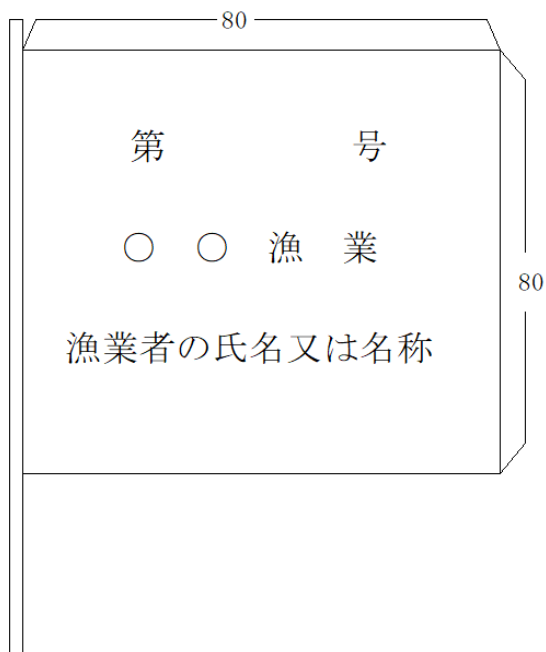 80
第　　　　　号
○　○　漁　業
80
漁業者の氏名又は名称